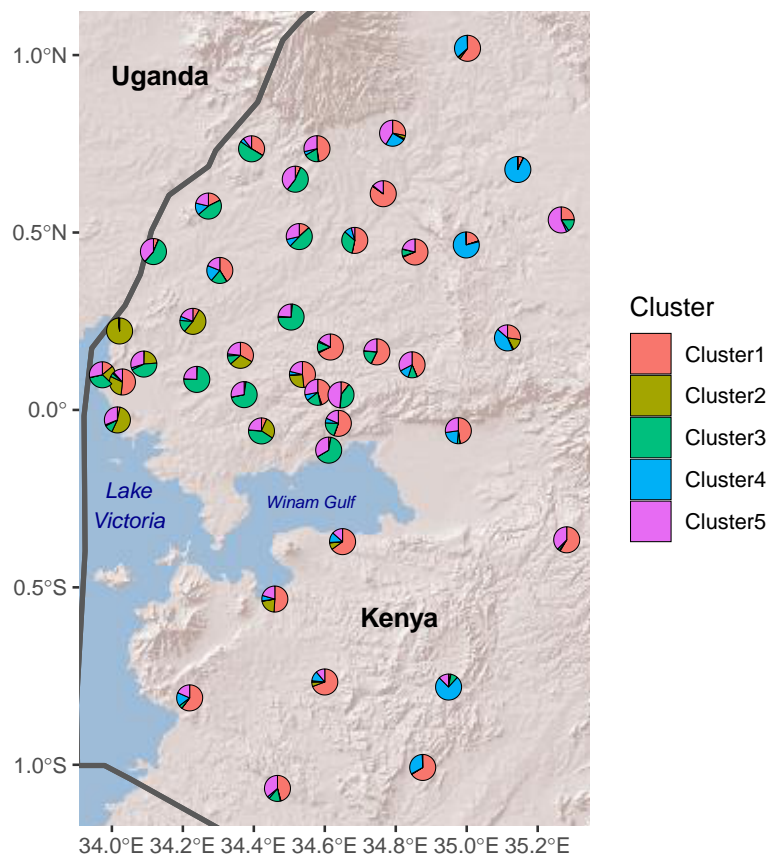 1.0°N
Uganda
0.5°N
0.0°
Lake
Victoria
Winam Gulf
0.5°S
Kenya
1.0°S
34.0°E 34.2°E 34.4°E 34.6°E 34.8°E 35.0°E 35.2°E
Cluster
Cluster1
Cluster2
Cluster3
Cluster4
Cluster5